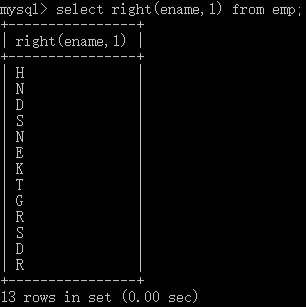 mysql> select right(ename,1) from emp;
+----------------+
| right(ename,1) |
+----------------+
| H              |
| N              |
| D              |
| S              |
| N              |
| E              |
| K              |
| T              |
| G              |
| R              |
| S              |
| D              |
| R              |
+----------------+
13 rows in set (0.00 sec)